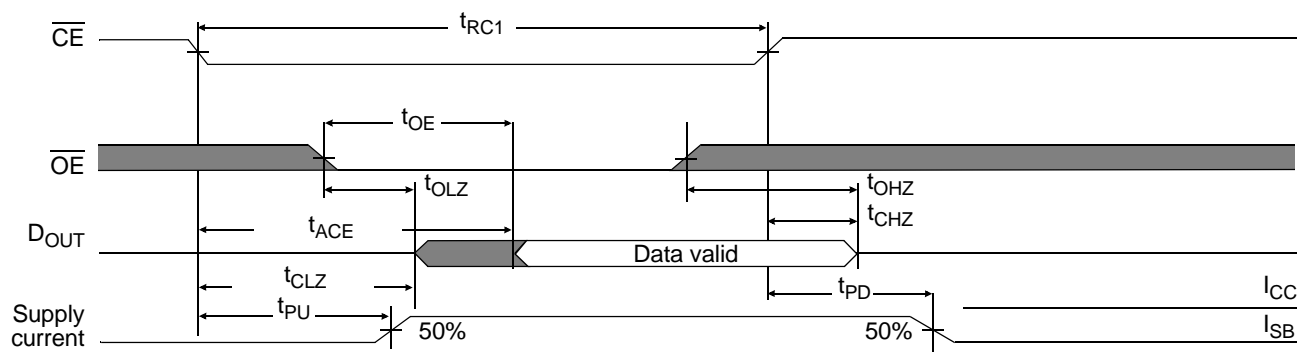 CE
tRC1
OE
tOE
tOLZ
tOHZ
tCHZ
DOUT
tACE
Data valid
tCLZ
tPD
ICC
Supply
current
tPU
50%
50%
ISB